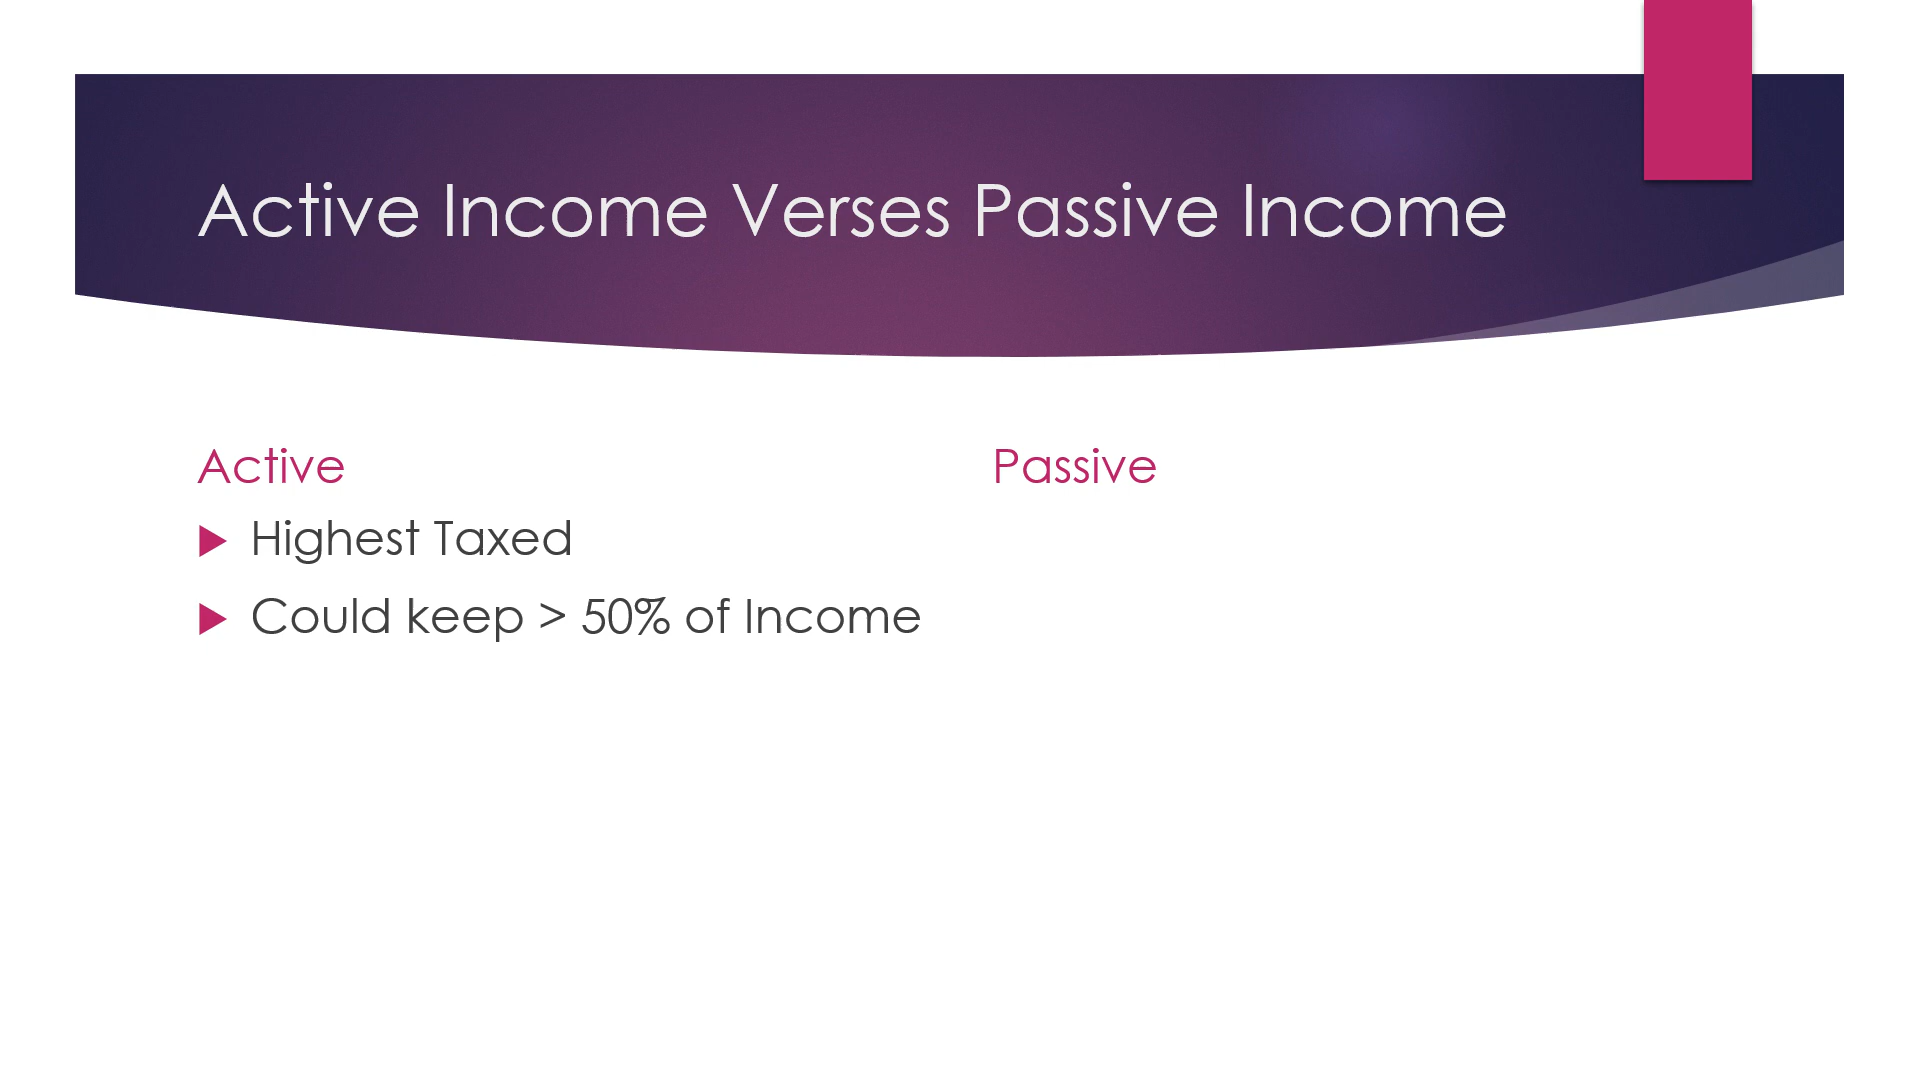 Active Income Verses Passive Income
Active
Highest Taxed
Could keep > 50% of Income
Passive